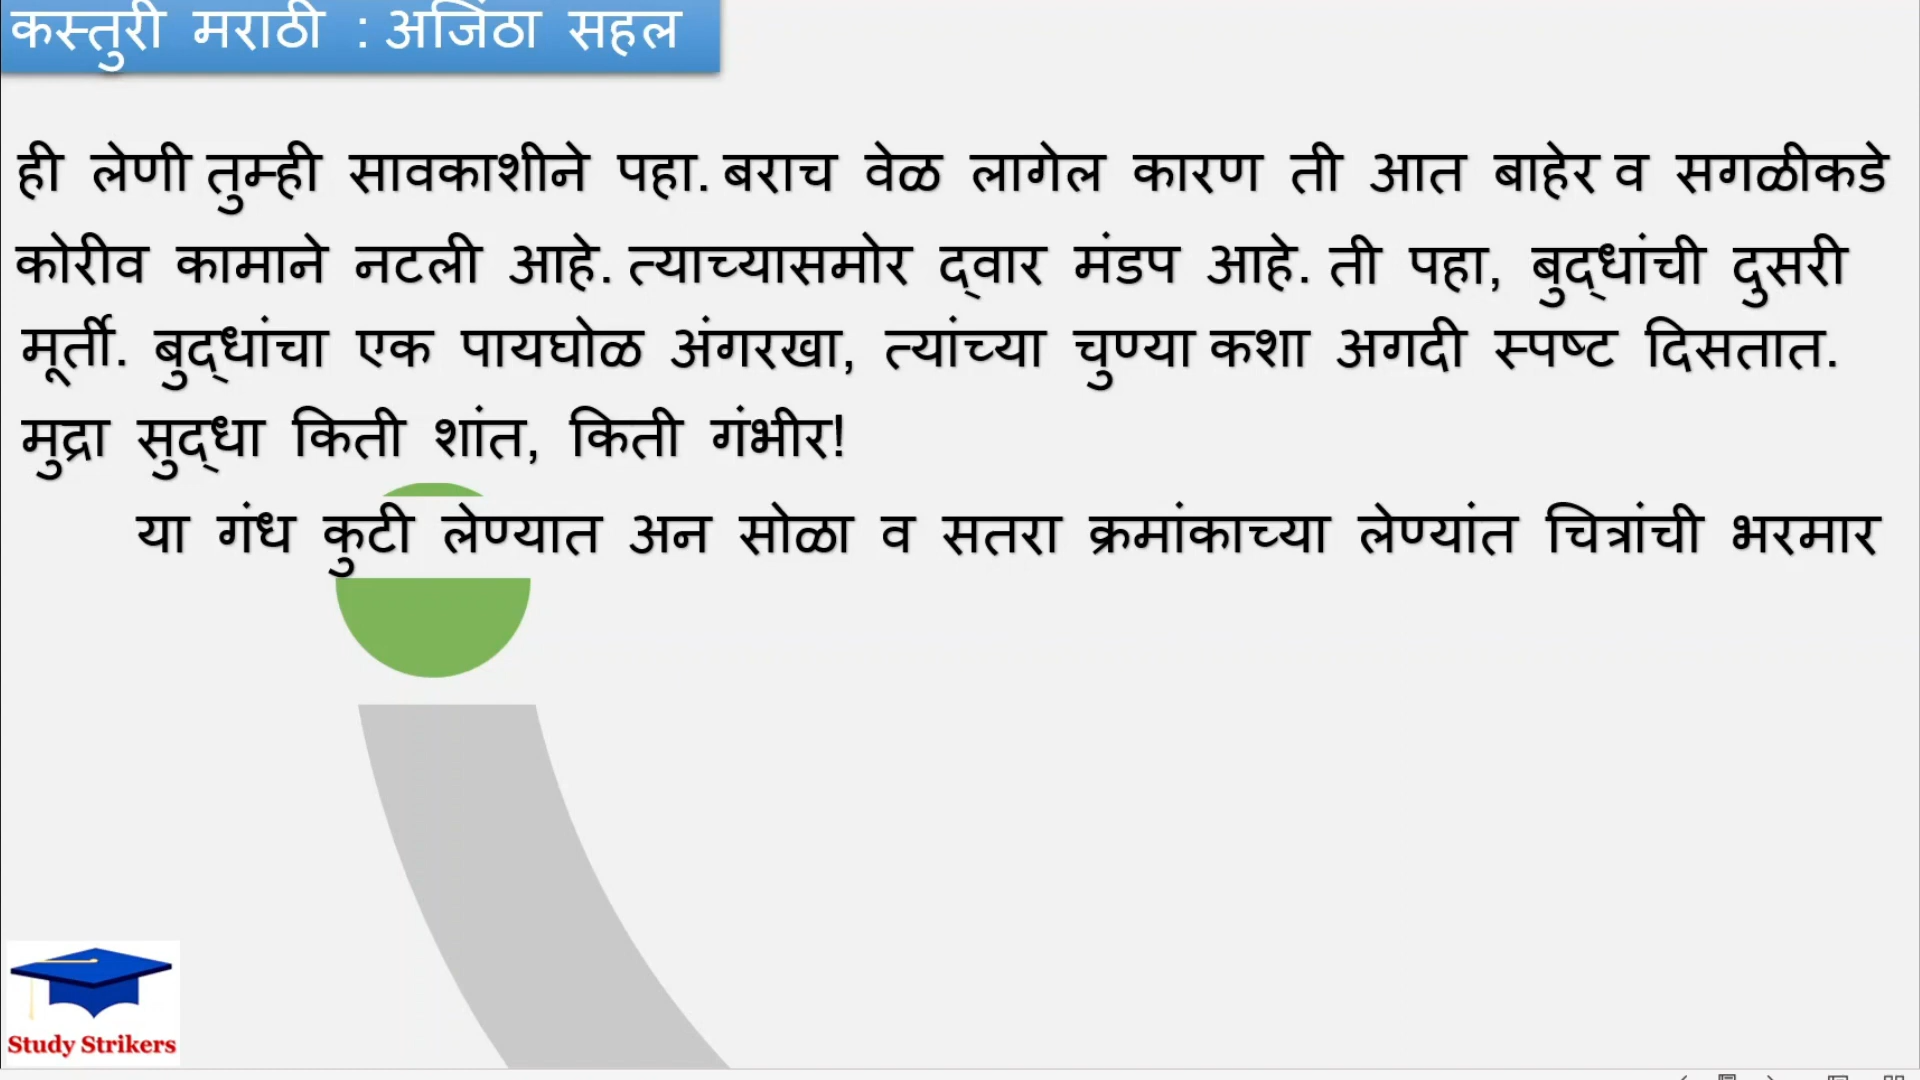 कस्तुरी मराठी : अजिंठा सहल
ही लेणी तुम्ही सावकाशीने पहा. बराच वेळ लागेल कारण ती आत बाहेर व सगळीकडे
कोरीव कामाने नटली आहे. त्याच्यासमोर द्वार मंडप आहे. ती पहा, बुद्धांची दुसरी
मूर्ती. बुद्धांचा एक पायघोळ अंगरखा, त्यांच्या चुण्या कशा अगदी स्पष्ट दिसतात.
मुद्रा सुद्धा किती शांत, किती गंभीर!
या गंध कुटी लेण्यात अन सोळा व सतरा क्रमांकाच्या लेण्यांत चित्रांची भरमार
Study Strikers